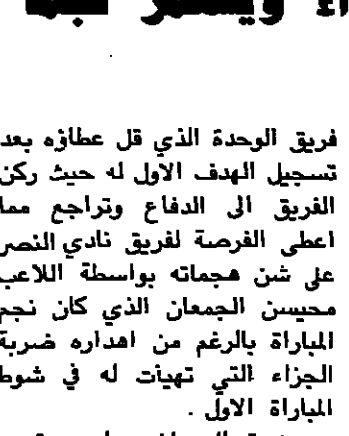 فريق الوحدة الذي قل عطاؤه بعد
تسجيل الهدف الاول له حيث ركن
الفريق الى الدفاع وتراجع مما
اعطى الفرصة لفريق نادي النصر
على شن هجماته بواسطة اللاعب
محيسن الجمعان الذي كان نجم
المباراة بالرغم من اهداره ضربة
الجزاء التي تهيات له في شوط
المباراة الاول .